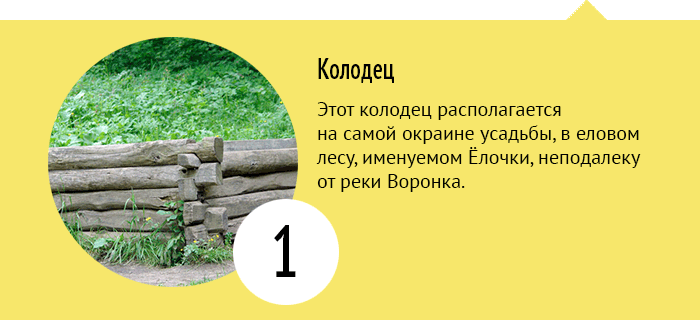 Колодец
Этот колодец располагается
на самой окраине усадьбы, в еловом
лесу, именуемом Ёлочки, неподалеку
от реки Воронка.
1